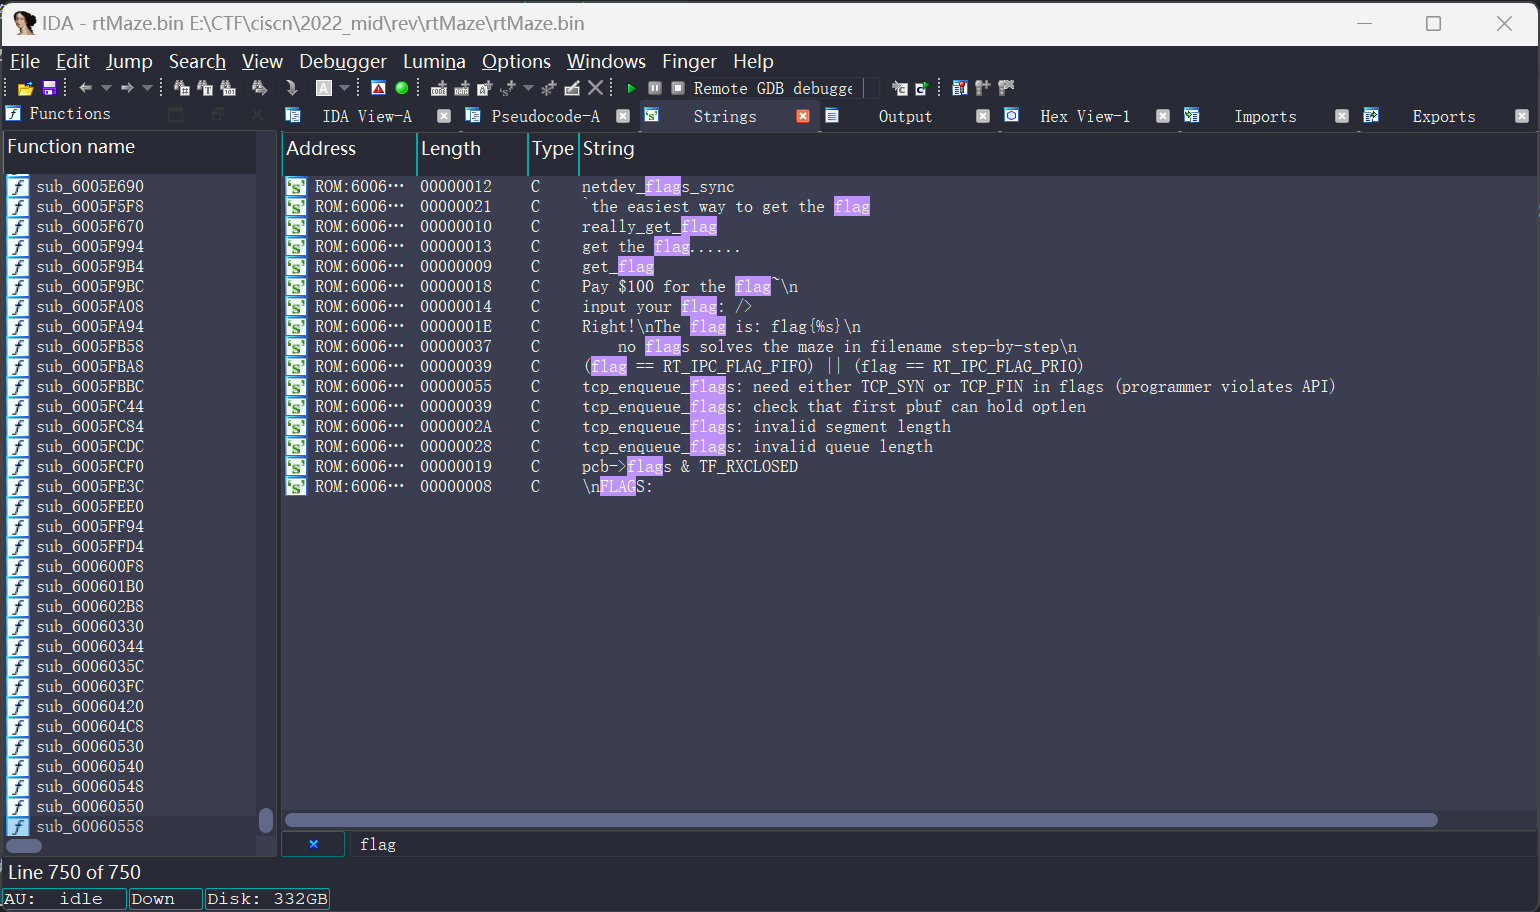 IDA - rtMaze.bin E:\CTF\ciscn\2022_mid\rev\rtMaze\rtMaze.bin
File Edit Jump Search View Debugger Lumina Options Windows Finger Help
Remote GDB debugge
Functions
IDA View-A Pseudocode-A Strings Output Hex View-1 Imports Exports
Function name
sub_6005E690
sub_6005F5F8
sub_6005F670
sub_6005F994
sub_6005F9B4
sub_6005F9BC
sub_6005FA08
sub_6005FA94
sub_6005FB58
sub_6005FBA8
sub_6005FBBC
sub_6005FC44
sub_6005FC84
sub_6005FCDC
sub_6005FCF0
sub_6005FE3C
sub_6005FEE0
sub_6005FF94
sub_6005FFD4
sub_600600F8
sub_600601B0
sub_600602B8
sub_60060330
sub_60060344
sub_6006035C
sub_600603FC
sub_60060420
sub_600604C8
sub_60060530
sub_60060540
sub_60060548
sub_60060550
sub_60060558
Address Length Type String
ROM:6006… 00000012 C netdev_flags_sync
ROM:6006… 00000021 C `the easiest way to get the flag
ROM:6006… 00000010 C really_get_flag
ROM:6006… 00000013 C get the flag......
ROM:6006… 00000009 C get_flag
ROM:6006… 00000018 C Pay $100 for the flag~\n
ROM:6006… 00000014 C input your flag: />
ROM:6006… 0000001E C Right!\nThe flag is: flag{%s}\n
ROM:6006… 00000037 C no flags solves the maze in filename step-by-step\n
ROM:6006… 00000039 C (flag == RT_IPC_FLAG_FIFO) || (flag == RT_IPC_FLAG_PRIO)
ROM:6006… 00000055 C tcp_enqueue_flags: need either TCP_SYN or TCP_FIN in flags (programmer violates API)
ROM:6006… 00000039 C tcp_enqueue_flags: check that first pbuf can hold optlen
ROM:6006… 0000002A C tcp_enqueue_flags: invalid segment length
ROM:6006… 00000028 C tcp_enqueue_flags: invalid queue length
ROM:6006… 00000019 C pcb->flags & TF_RXCLOSED
ROM:6006… 00000008 C \nFLAGS:
flag
Line 750 of 750
AU: idle Down Disk: 332GB